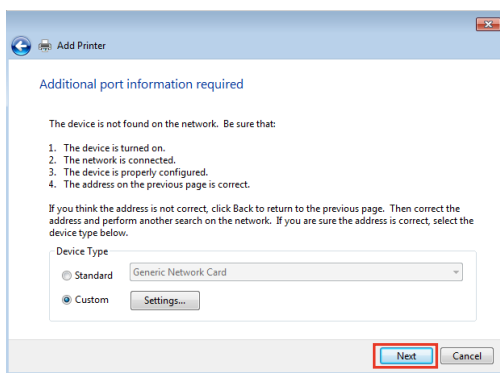 Add Printer
Additional port information required
The device is not found on the network. Be sure that:
1. The device is turned on.
2. The network is connected.
3. The device is properly configured.
4. The address on the previous page is correct.
If you think the address is not correct, click Back to return to the previous page. Then correct the
address and perform another search on the network. If you are sure the address is correct, select the
device type below.
Device Type
Standard Generic Network Card
Custom Settings...
Next Cancel